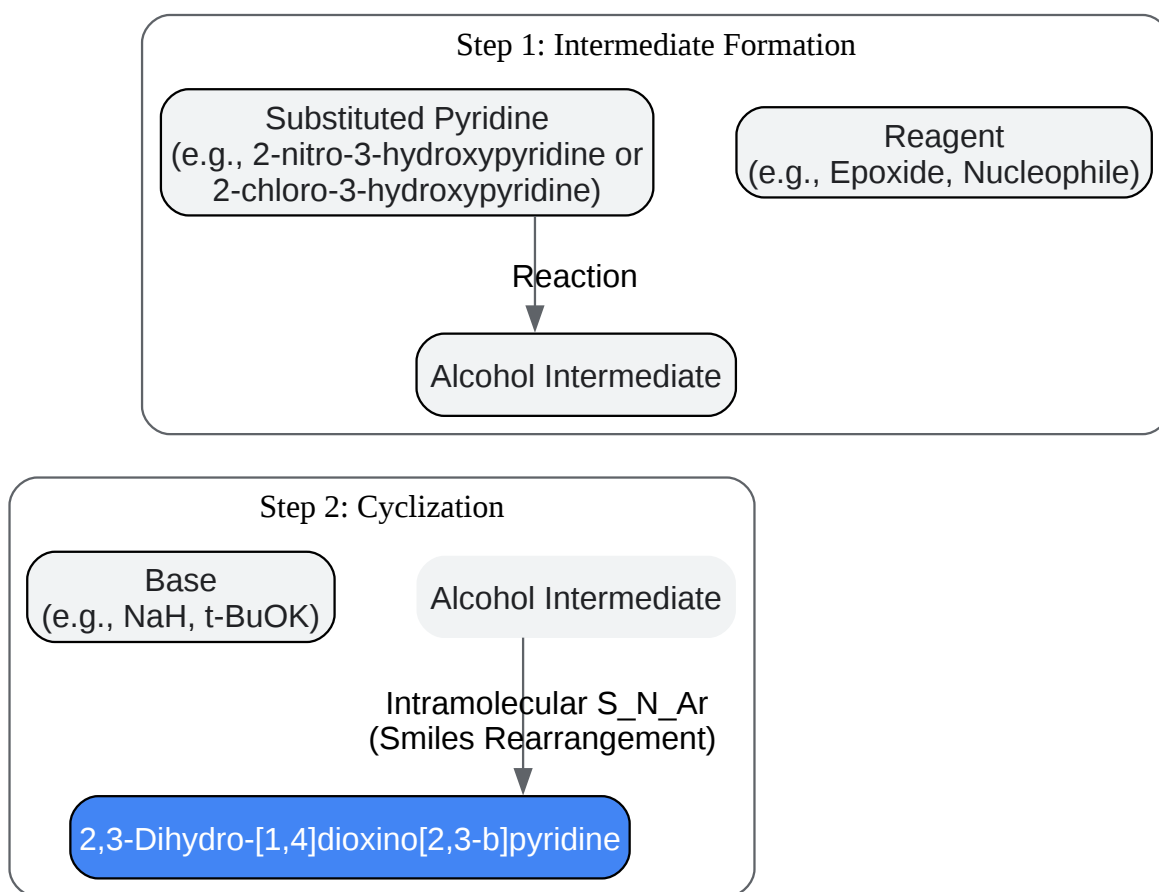 Step 1: Intermediate Formation
Substituted Pyridine
(e.g., 2-nitro-3-hydroxypyridine or
2-chloro-3-hydroxypyridine)
Reagent
(e.g., Epoxide, Nucleophile)
Reaction
Alcohol Intermediate
Step 2: Cyclization
Base
(e.g., NaH, t-BuOK)
Alcohol Intermediate
Intramolecular S_N_Ar
(Smiles Rearrangement)
2,3-Dihydro-[1,4]dioxino[2,3-b]pyridine